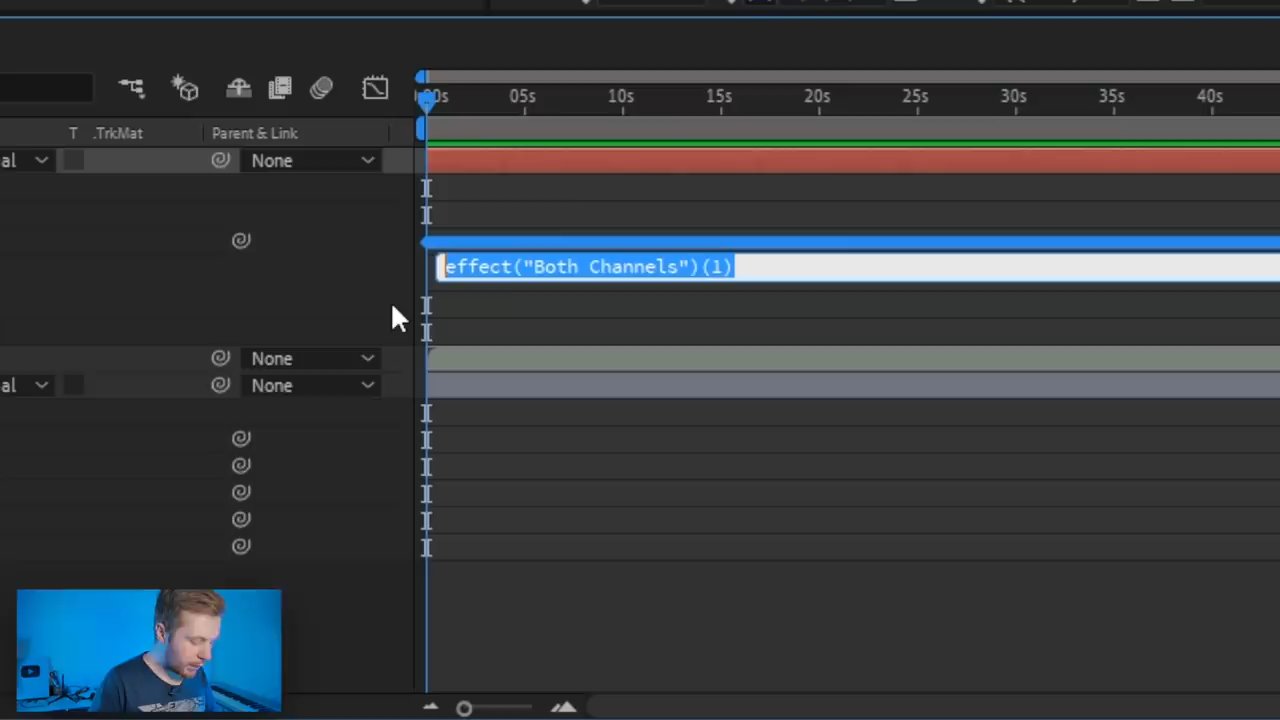 00s 05s 10s 15s 20s 25s 30s 35s 40s
T .TrkMat Parent & Link
al None
effect("Both Channels")(1)
None
al None